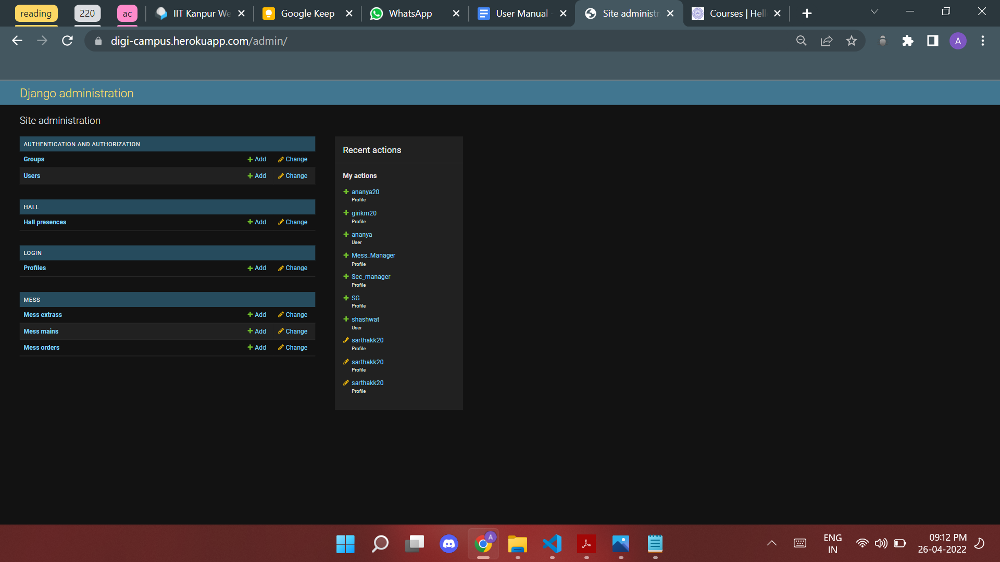 reading 220 ac IIT Kanpur We Google Keep WhatsApp User Manual Site administr Courses | Hell
digi-campus.herokuapp.com/admin/ A
Django administration
Site administration
AUTHENTICATION AND AUTHORIZATION
Groups Add Change
Users Add Change
HALL
Hall presences Add Change
LOGIN
Profiles Add Change
MESS
Mess extrass Add Change
Mess mains Add Change
Mess orders Add Change
Recent actions
My actions
ananya20
Profile
girikm20
Profile
ananya
User
Mess_Manager
Profile
Sec_manager
Profile
SG
Profile
shashwat
User
sarthakk20
Profile
sarthakk20
Profile
sarthakk20
Profile
A
ENG
IN
09:12 PM
26-04-2022